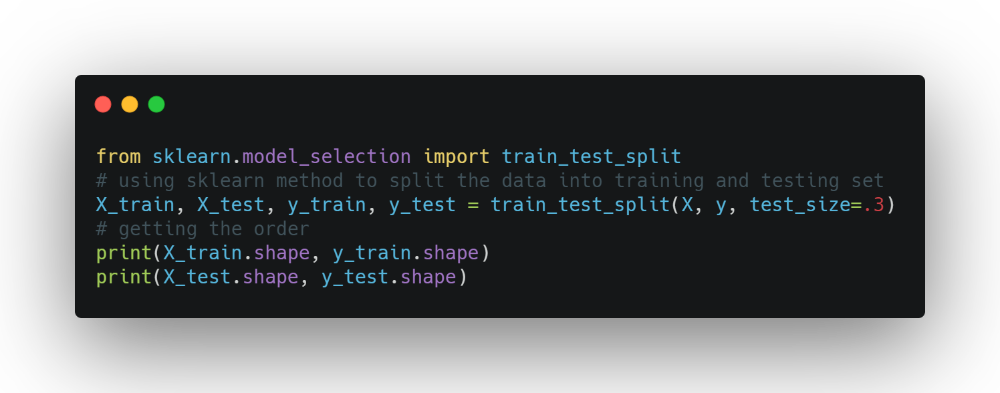 from sklearn.model_selection import train_test_split
# using sklearn method to split the data into training and testing set
X_train, X_test, y_train, y_test = train_test_split(X, y, test_size=.3)
# getting the order
print(X_train.shape, y_train.shape)
print(X_test.shape, y_test.shape)